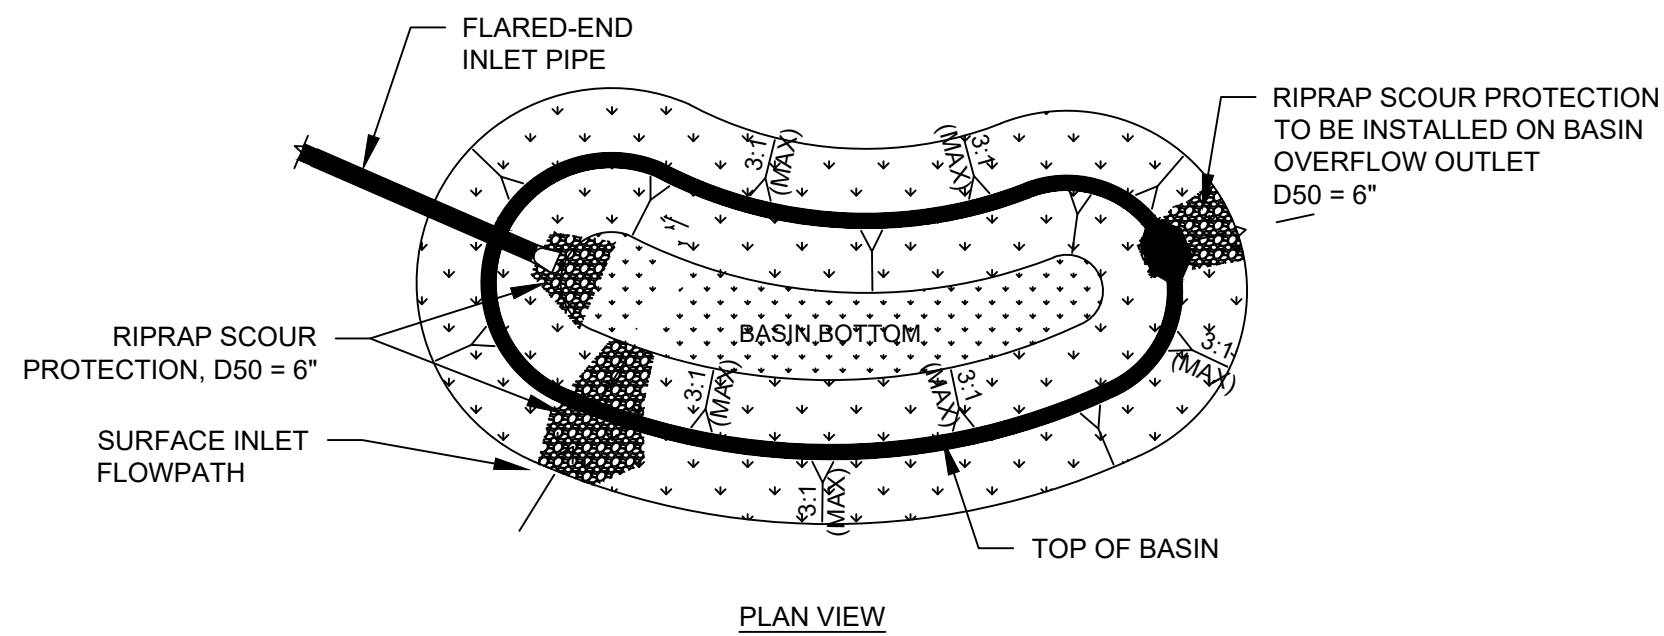 FLARED-END
INLET PIPE
RIPRAP SCOUR PROTECTION
TO BE INSTALLED ON BASIN
OVERFLOW OUTLET
D50 = 6"
3:1
(MAX)
3:1
(MAX)
BASIN BOTTOM
RIPRAP SCOUR
PROTECTION, D50 = 6"
3:1
(MAX)
3:1
(MAX)
3:1
(MAX)
SURFACE INLET
FLOWPATH
3:1
(MAX)
TOP OF BASIN
PLAN VIEW